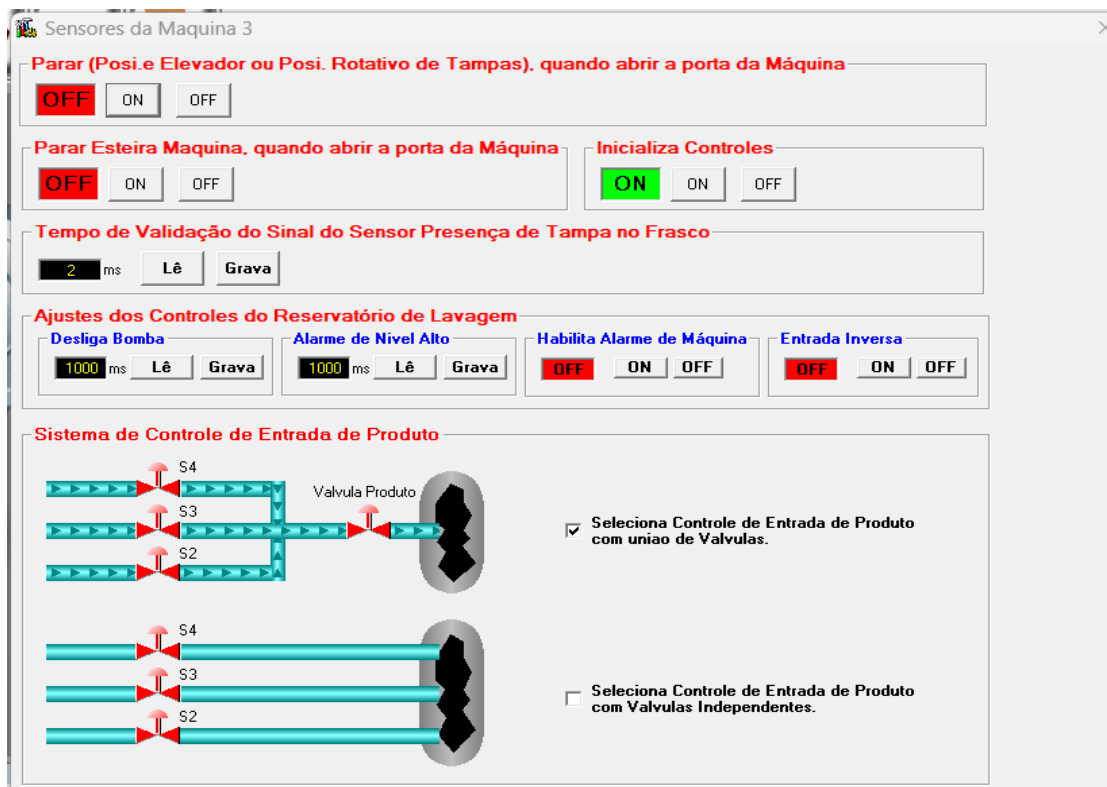 Sensores da Maquina 3
Parar (Posi.e Elevador ou Posi. Rotativo de Tampas), quando abrir a porta da Máquina
OFF ON OFF
Parar Esteira Maquina, quando abrir a porta da Máquina
OFF ON OFF
Inicializa Controles
ON ON OFF
Tempo de Validação do Sinal do Sensor Presença de Tampa no Frasco
2 ms Lê Grava
Ajustes dos Controles do Reservatório de Lavagem
Desliga Bomba
1000 ms Lê Grava
Alarme de Nivel Alto
1000 ms Lê Grava
Habilita Alarme de Máquina
OFF ON OFF
Entrada Inversa
OFF ON OFF
Sistema de Controle de Entrada de Produto
S4
S3
S2
Valvula Produto
Seleciona Controle de Entrada de Produto
com uniao de Valvulas.
S4
S3
S2
Seleciona Controle de Entrada de Produto
com Valvulas Independentes.